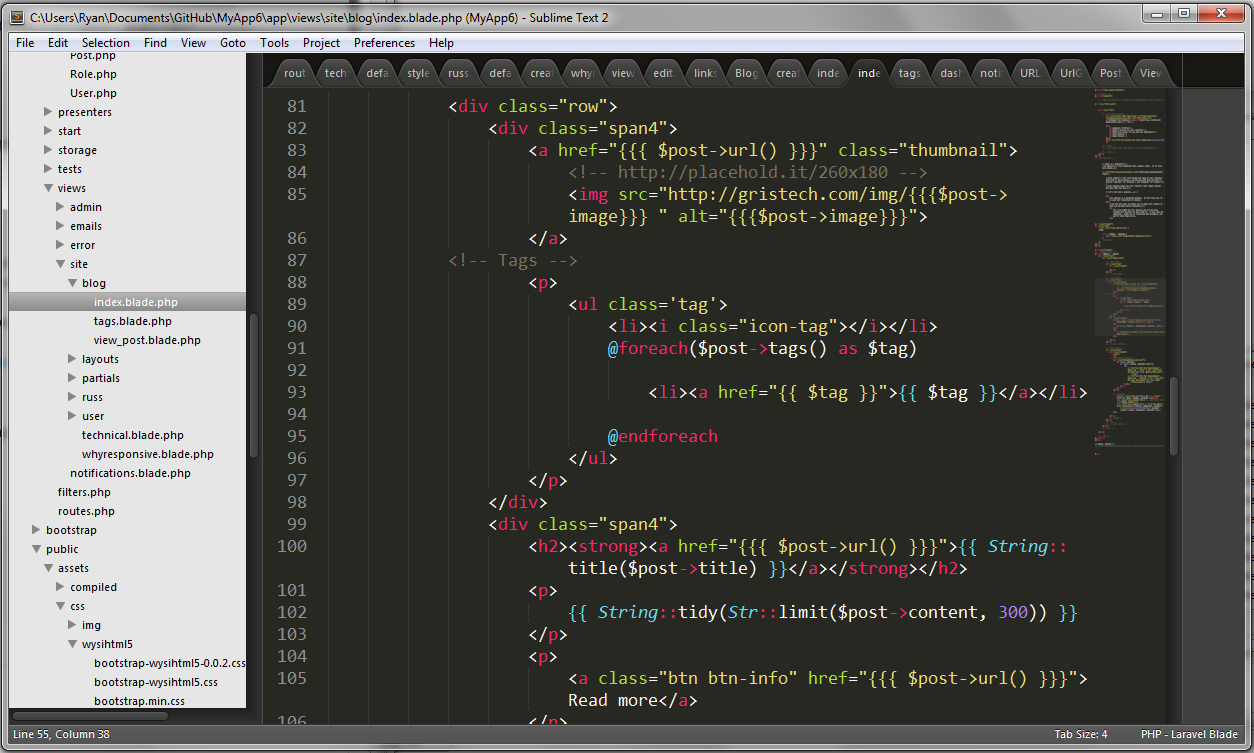 C:\Users\Ryan\Documents\GitHub\MyApp6\app\views\site\blog\index.blade.php (MyApp6) - Sublime Text 2
File Edit Selection Find View Goto Tools Project Preferences Help
Post.php
Role.php
User.php
presenters
start
storage
tests
views
admin
emails
error
site
blog
index.blade.php
tags.blade.php
view_post.blade.php
layouts
partials
russ
user
technical.blade.php
whyresponsive.blade.php
notifications.blade.php
filters.php
routes.php
bootstrap
public
assets
compiled
css
img
wysihtml5
bootstrap-wysihtml5-0.0.2.css
bootstrap-wysihtml5.css
bootstrap.min.css
rout tech defa style russ defa creat why view edit. links Blog creat inde inde tags dash noti URL UrlG Post View
81 <div class="row">
82 <div class="span4">
83 <a href="{{{ $post->url() }}}" class="thumbnail">
84 <!-- http://placehold.it/260x180 -->
85 <img src="http://gristech.com/img/{{{$post->
image}}} " alt="{{{$post->image}}}">
86 </a>
87 <!-- Tags -->
88 <p>
89 <ul class='tag'>
90 <li><i class="icon-tag"></i></li>
91 @foreach($post->tags() as $tag)
92
93 <li><a href="{{ $tag }}">{{ $tag }}</a></li>
94
95 @endforeach
96 </ul>
97 </p>
98 </div>
99 <div class="span4">
100 <h2><strong><a href="{{{ $post->url() }}}">{{ String::
title($post->title) }}</a></strong></h2>
101 <p>
102 {{ String::tidy(Str::limit($post->content, 300)) }}
103 </p>
104 <p>
105 <a class="btn btn-info" href="{{{ $post->url() }}}">
Read more</a>
106 </p>
Line 55, Column 38
Tab Size: 4 PHP - Laravel Blade